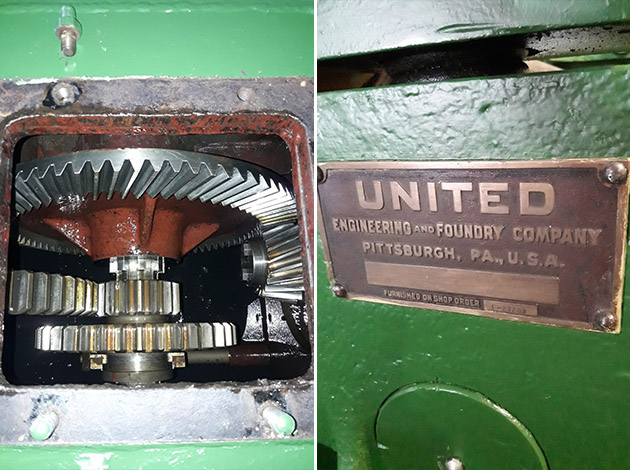 UNITED
ENGINEERING AND FOUNDRY COMPANY
PITTSBURGH, PA., U.S.A.
FURNISHED ON SHOP ORDER